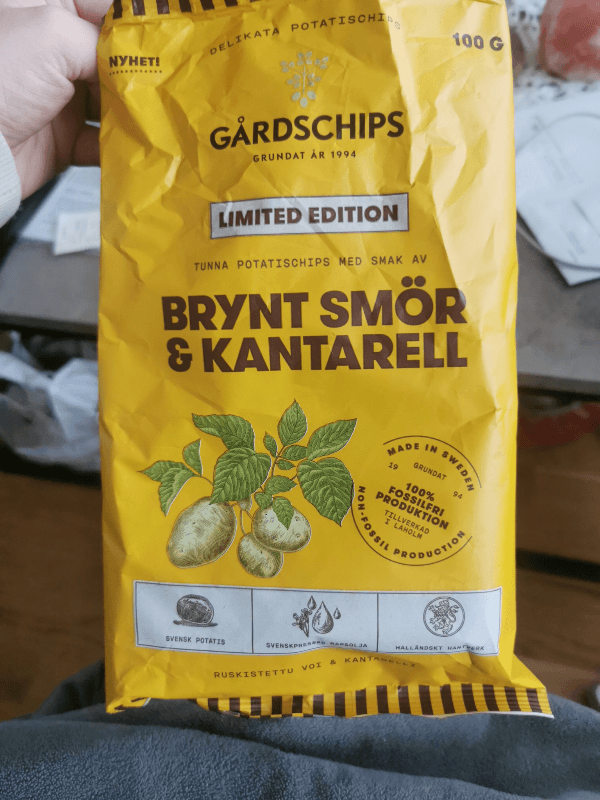 NYHET!
DELIKATA POTATISCHIPS
100 G
GÅRDSCHIPS
GRUNDAT ÅR 1994
LIMITED EDITION
TUNNA POTATISCHIPS MED SMAK AV
BRYNT SMÖR
& KANTARELL
MADE IN SWEDEN
19 GRUNDAT 94
100%
FOSSILFRI
PRODUKTION
TILLVERKAD
I LAHOLM
NON-FOSSIL PRODUCTION
SVENSK POTATIS
SVENSKPRESSAD RAPSOLJA
HALLÄNDSKT HANTVERK
RUSKISTETTU VOI & KANTARELLI